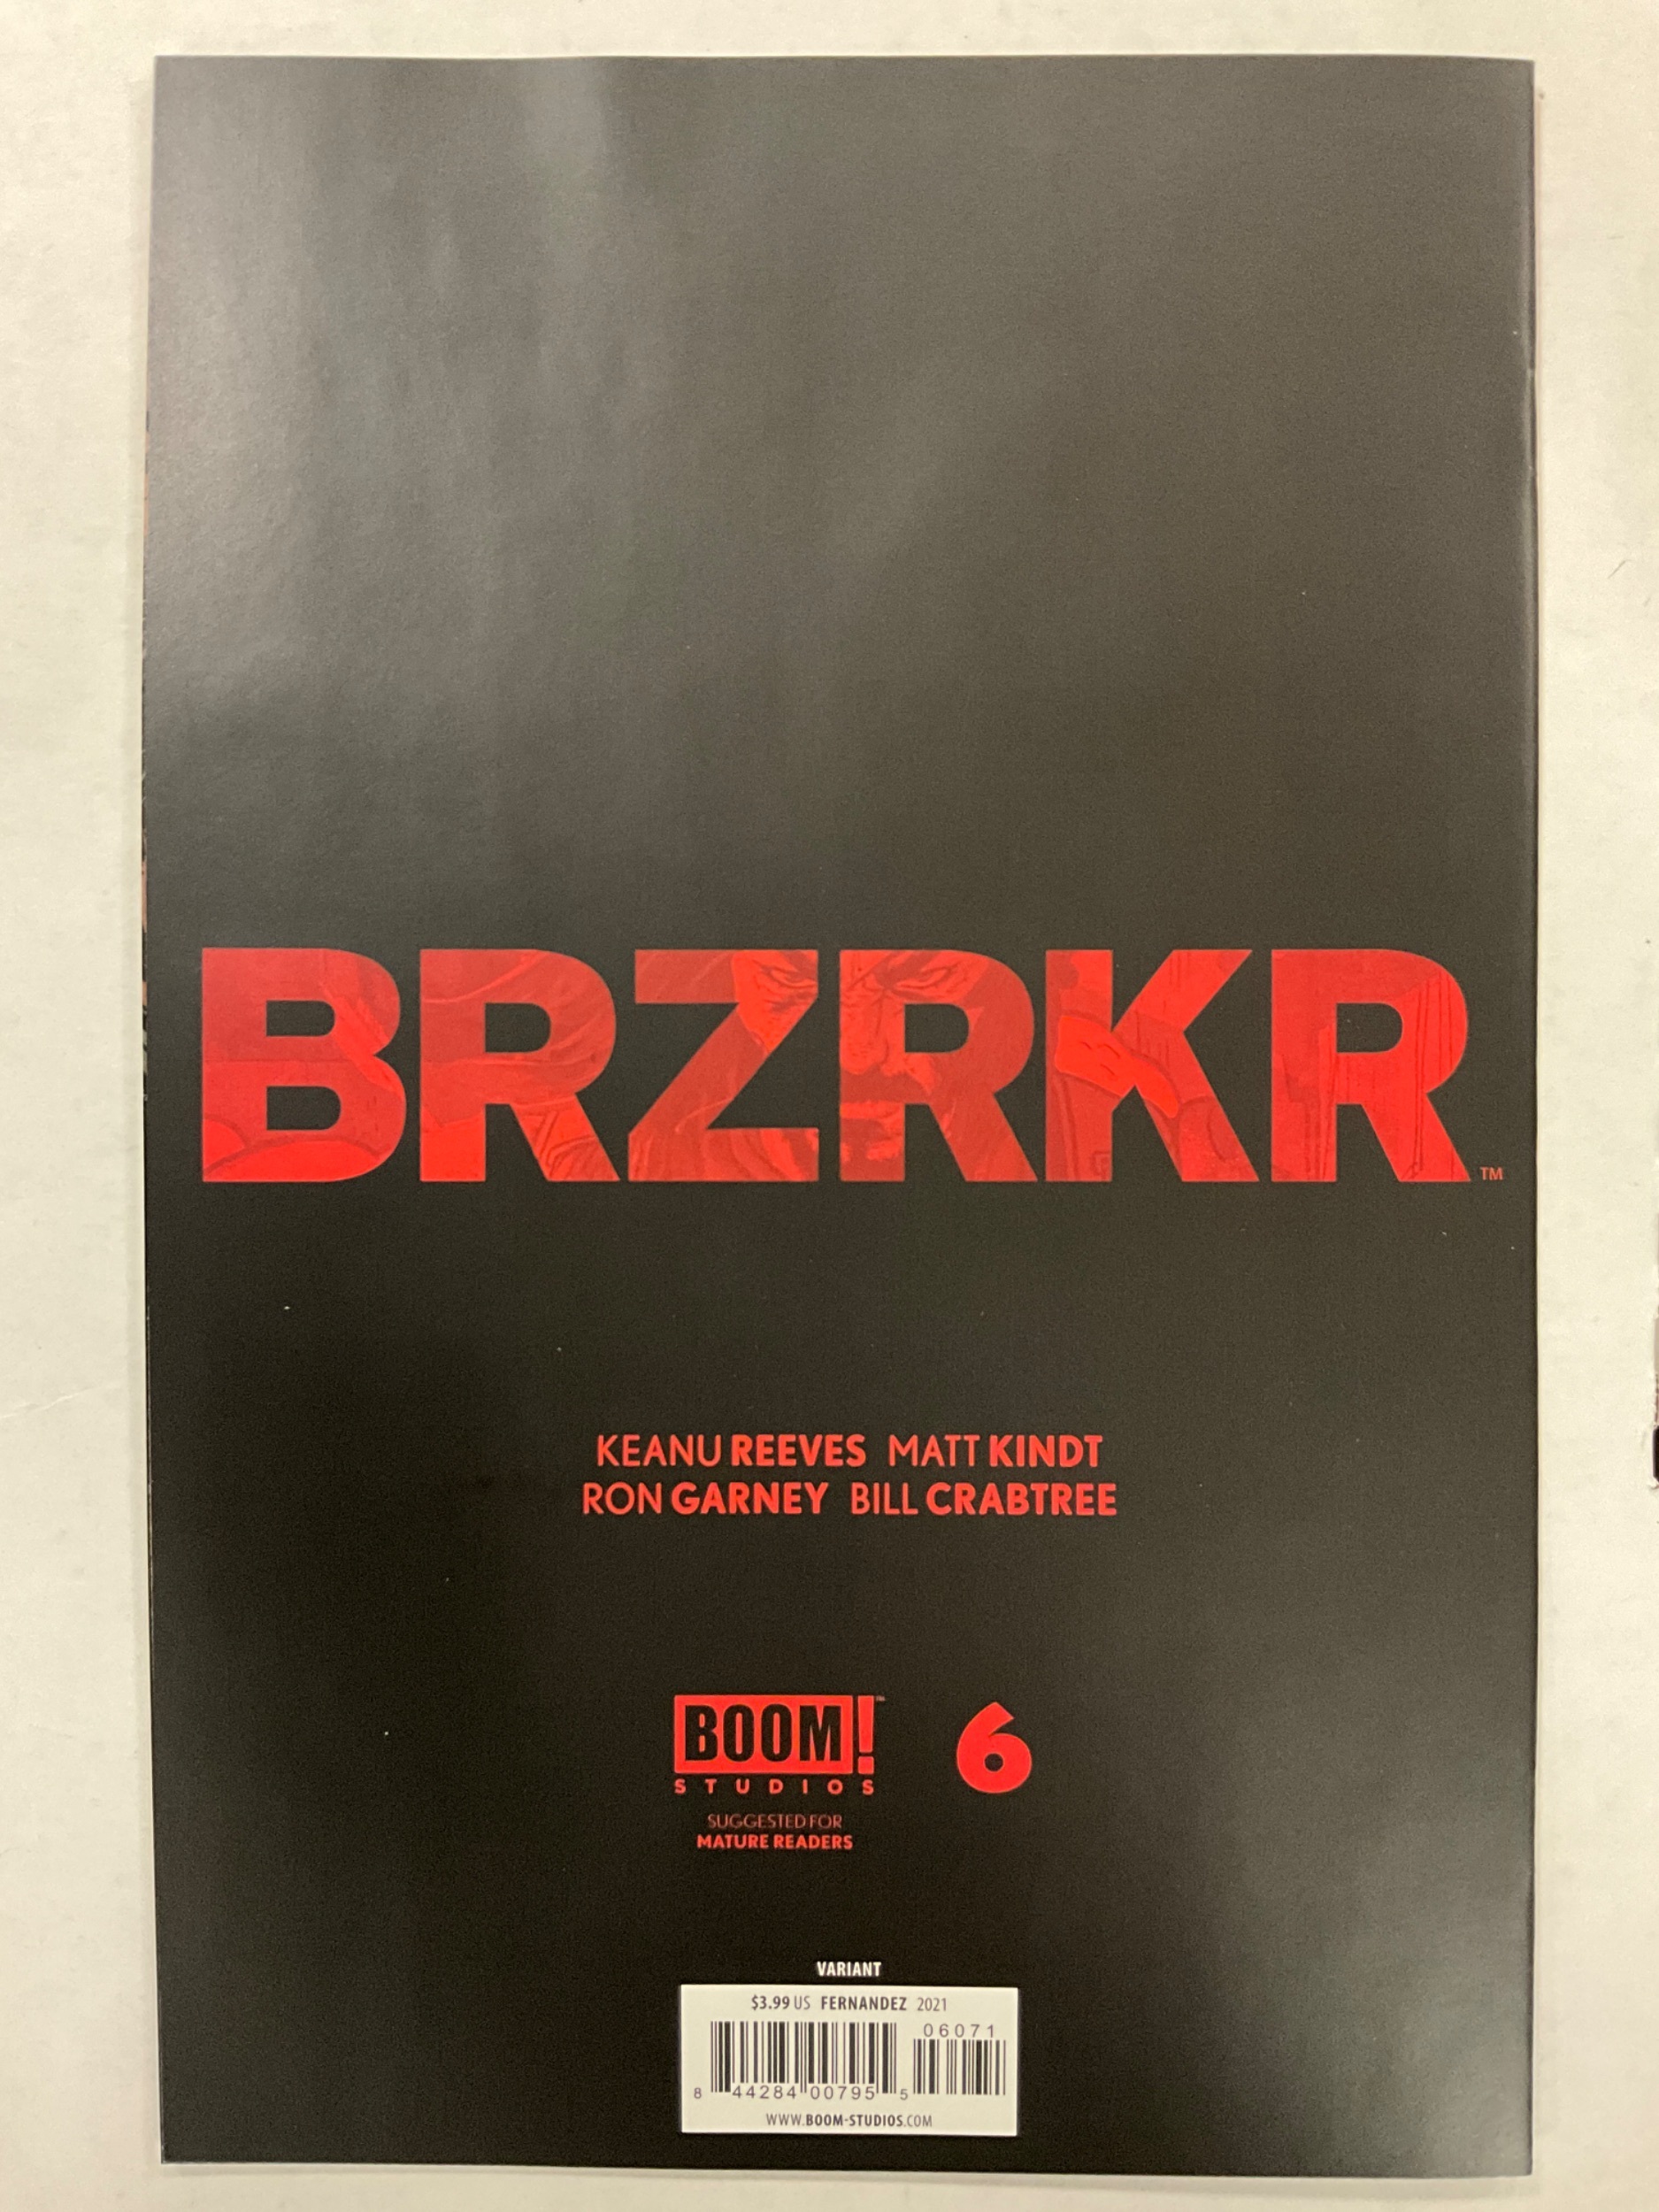 BRZRKR™
KEANU REEVES MATT KINDT
RON GARNEY BILL CRABTREE
BOOM!™
STUDIOS
6
SUGGESTED FOR
MATURE READERS
VARIANT
$3.99 US FERNANDEZ 2021
06071
8 44284 00795 5
WWW.BOOM-STUDIOS.COM